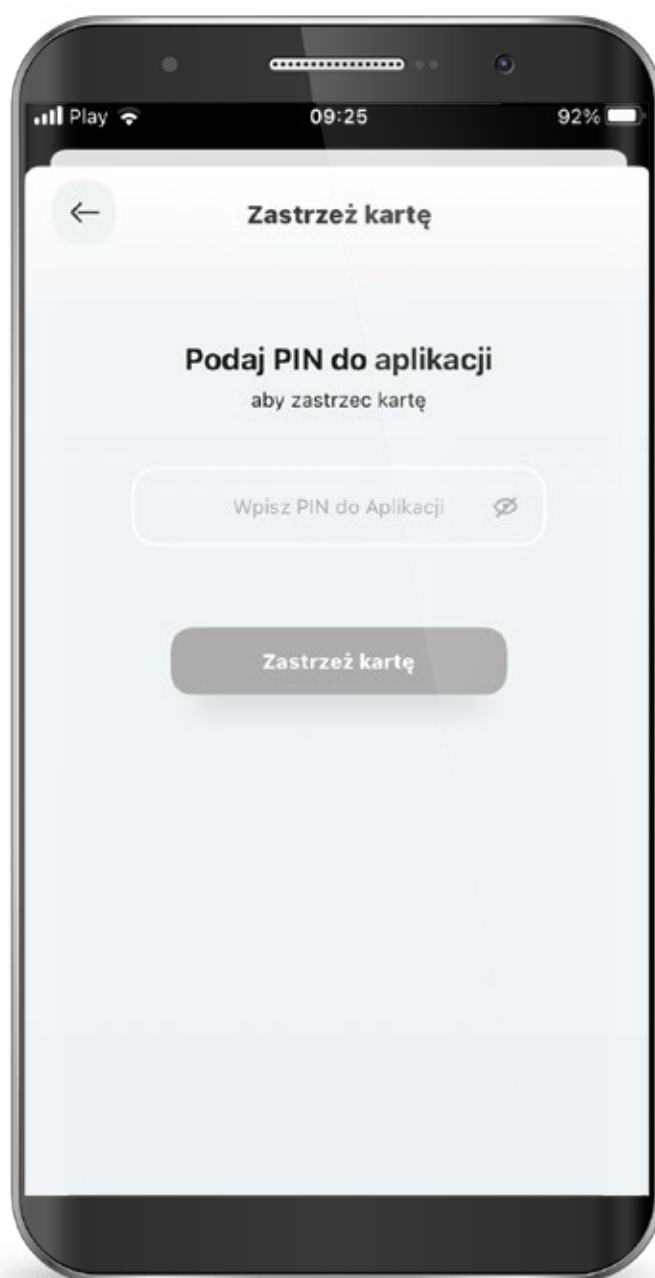 Play
09:25
92%
Zastrzeż kartę
Podaj PIN do aplikacji
aby zastrzec kartę
Wpisz PIN do Aplikacji
Zastrzeż kartę